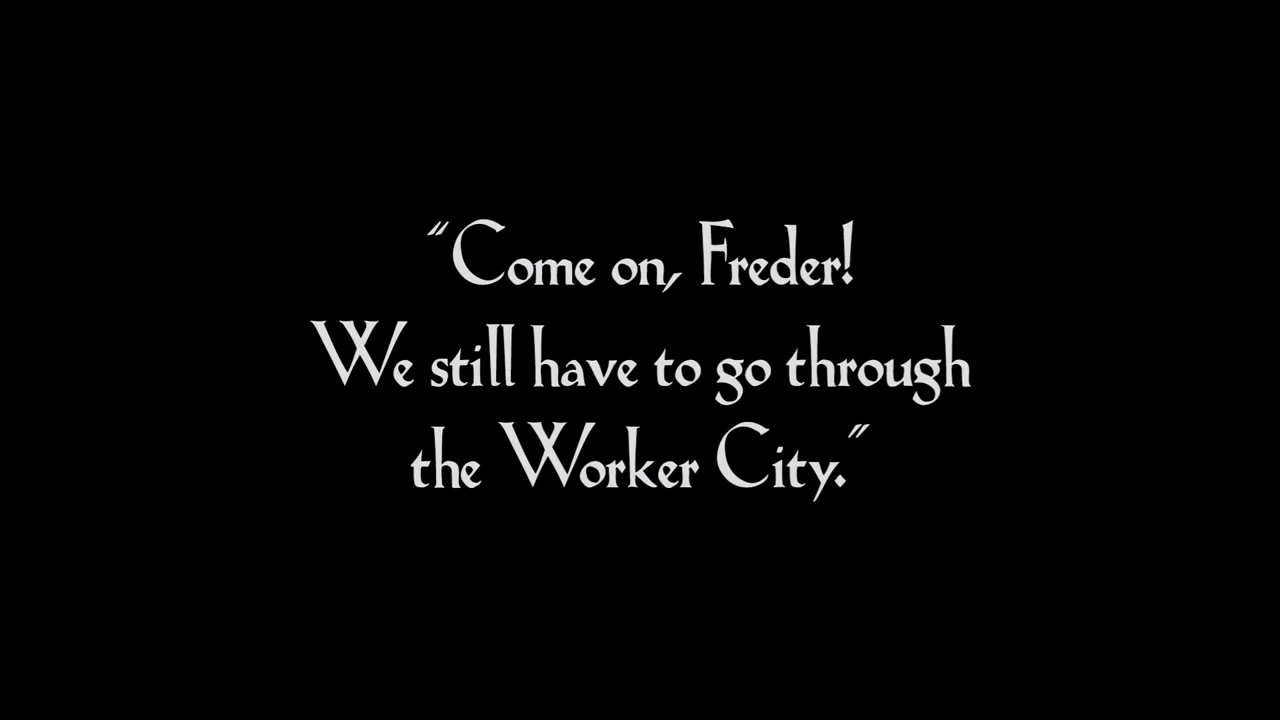 “Come on, Freder!
We still have to go through
the Worker City.”